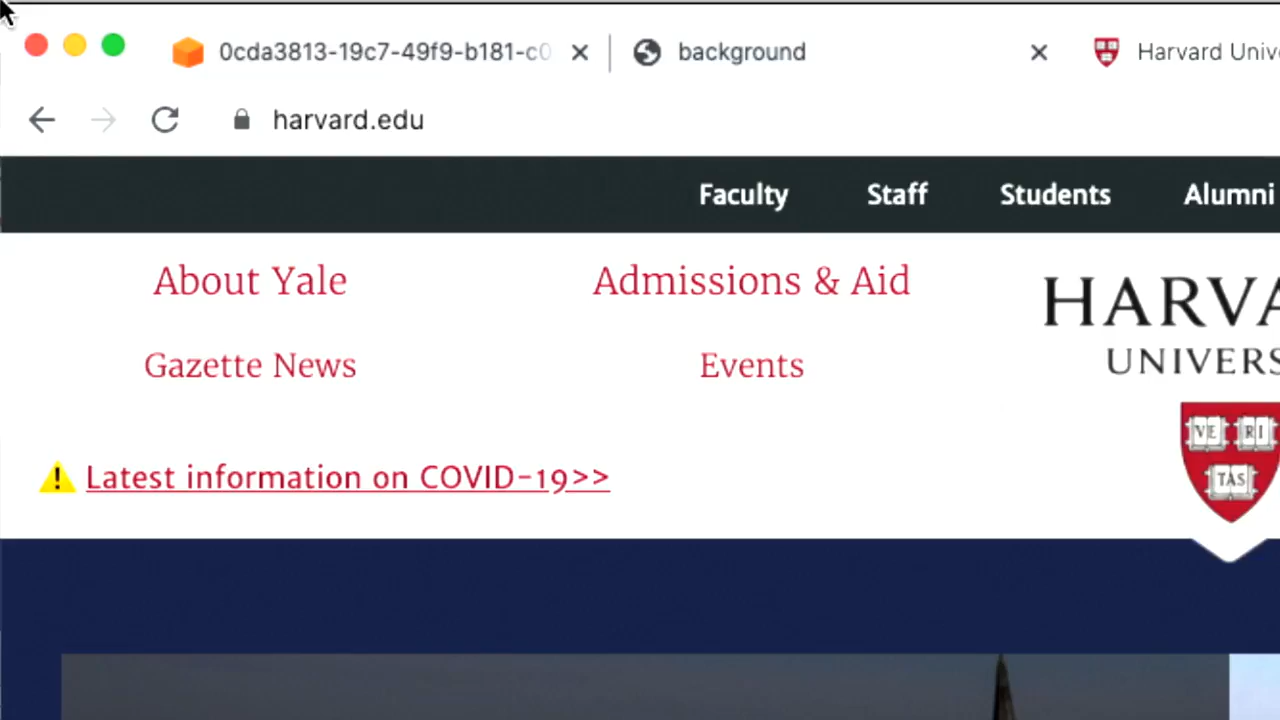 0cda3813-19c7-49f9-b181-c0
background
Harvard Univ
harvard.edu
Faculty Staff Students Alumni
About Yale Admissions & Aid
HARVA
UNIVERS
Gazette News Events
VE RI
TAS
Latest information on COVID-19>>